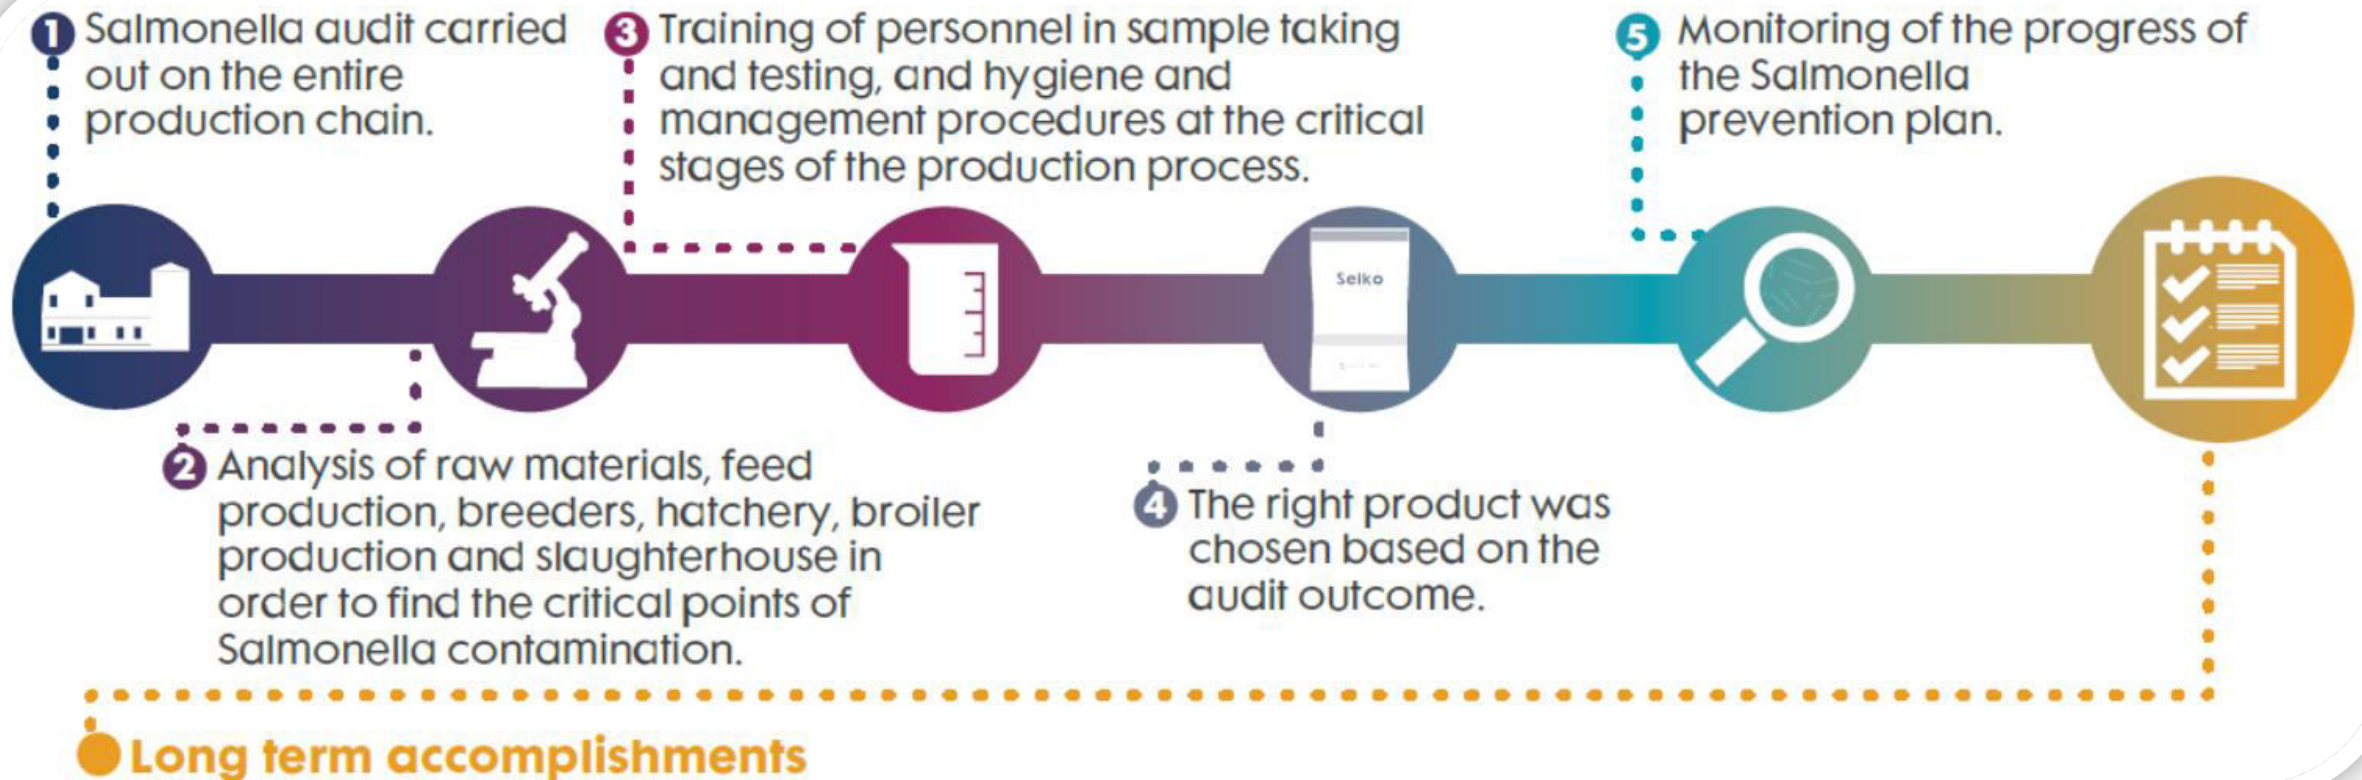 1 Salmonella audit carried
out on the entire
production chain.
3 Training of personnel in sample taking
and testing, and hygiene and
management procedures at the critical
stages of the production process.
5 Monitoring of the progress of
the Salmonella
prevention plan.
Selko
2 Analysis of raw materials, feed
production, breeders, hatchery, broiler
production and slaughterhouse in
order to find the critical points of
Salmonella contamination.
4 The right product was
chosen based on the
audit outcome.
Long term accomplishments